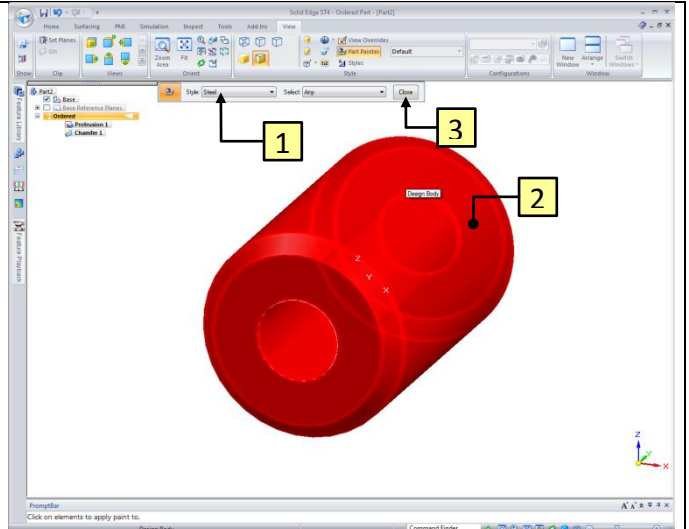 Solid Edge ST4 - Ordered Part - [Part2]
Home Surfacing PMI Simulation Inspect Tools Add Ins View
Set Planes
On
Zoom Area
Fit
View Overrides
Part Painter
Default
Styles
New Window
Arrange
Switch Windows
Show Clip Views Orient Style Configurations Window
Style: Steel Select: Any Close
Part2
Base
Base Reference Planes
Ordered
Protrusion 1
Chamfer 1
Feature Library
Feature Playback
1
3
2
Design Body
Z
Y
X
Z
Y
X
PromptBar
Click on elements to apply paint to.
Design Body
Command Finder